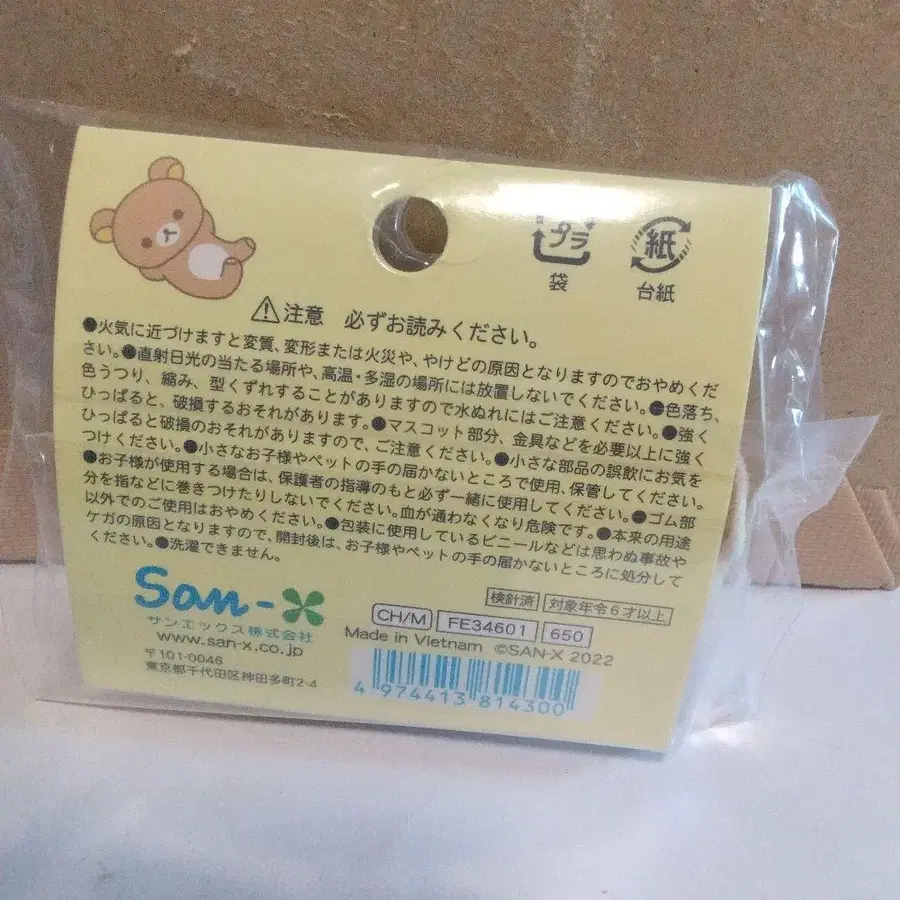 プラ
袋
紙
台紙
注意 必ずお読みください。
●火気に近づけますと変質、変形または火災や、やけどの原因となりますのでおやめくだ
さい。●直射日光の当たる場所や、高温・多湿の場所には放置しないでください。●色落ち、
色うつり、縮み、型くずれすることがありますので水ぬれにはご注意ください。●強く
ひっぱると、破損するおそれがあります。●マスコット部分、金具などを必要以上に強く
ひっぱると破損のおそれがありますので、ご注意ください。●小さな部品の誤飲にお気を
つけください。●小さなお子様やペットの手の届かないところで使用、保管してください。
●お子様が使用する場合は、保護者の指導のもと必ず一緒に使用してください。●ゴム部
分を指などに巻きつけたりしないでください。血が通わなくなり危険です。●本来の用途
以外でのご使用はおやめください。●包装に使用しているビニールなどは思わぬ事故や
ケガの原因となりますので、開封後は、お子様やペットの手の届かないところに処分して
ください。●洗濯できません。
San-X
検針済 対象年令6才以上
サンエックス株式会社
CH/M FE34601 650
www.san-x.co.jp
Made in Vietnam ©SAN-X 2022
〒101-0046
東京都千代田区神田多町2-4
4 974413 814300